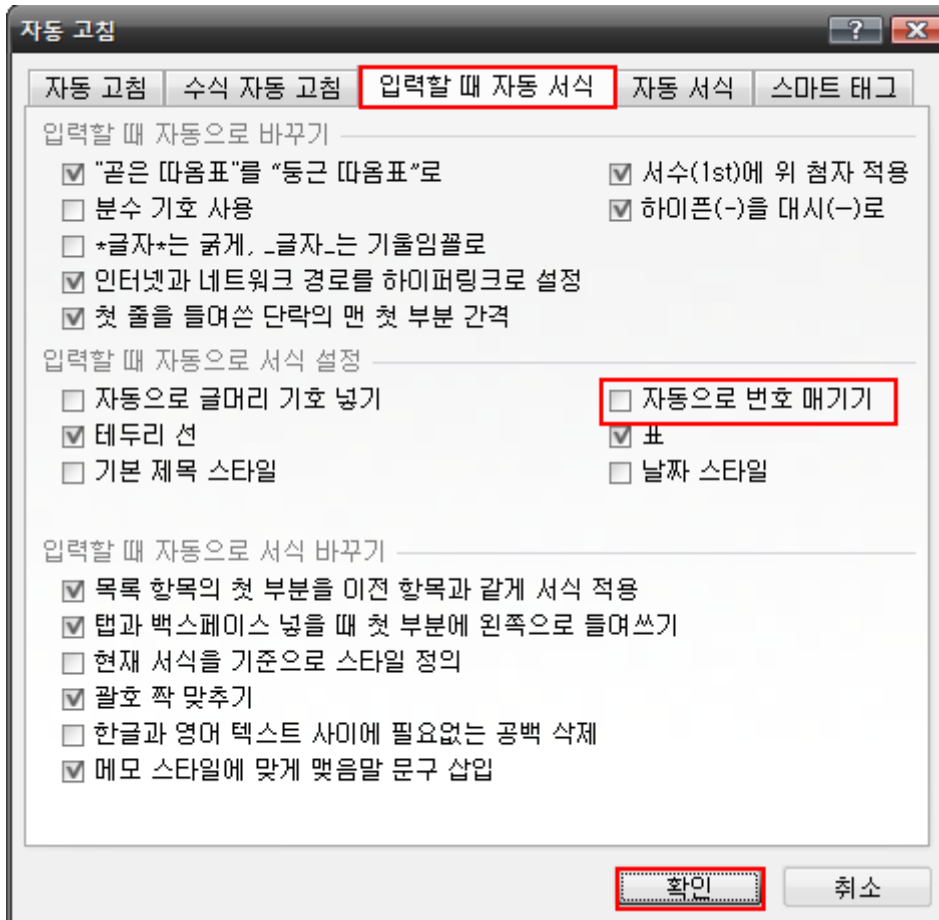 자동 고침
자동 고침 수식 자동 고침 입력할 때 자동 서식 자동 서식 스마트 태그
입력할 때 자동으로 바꾸기
"곧은 따옴표"를 “둥근 따옴표”로 서수(1st)에 위 첨자 적용
분수 기호 사용 하이픈(-)을 대시(—)로
*글자*는 굵게, _글자_는 기울임꼴로
인터넷과 네트워크 경로를 하이퍼링크로 설정
첫 줄을 들여쓴 단락의 맨 첫 부분 간격
입력할 때 자동으로 서식 설정
자동으로 글머리 기호 넣기 자동으로 번호 매기기
테두리 선 표
기본 제목 스타일 날짜 스타일
입력할 때 자동으로 서식 바꾸기
목록 항목의 첫 부분을 이전 항목과 같게 서식 적용
탭과 백스페이스 넣을 때 첫 부분에 왼쪽으로 들여쓰기
현재 서식을 기준으로 스타일 정의
괄호 짝 맞추기
한글과 영어 텍스트 사이에 필요없는 공백 삭제
메모 스타일에 맞게 맺음말 문구 삽입
확인 취소